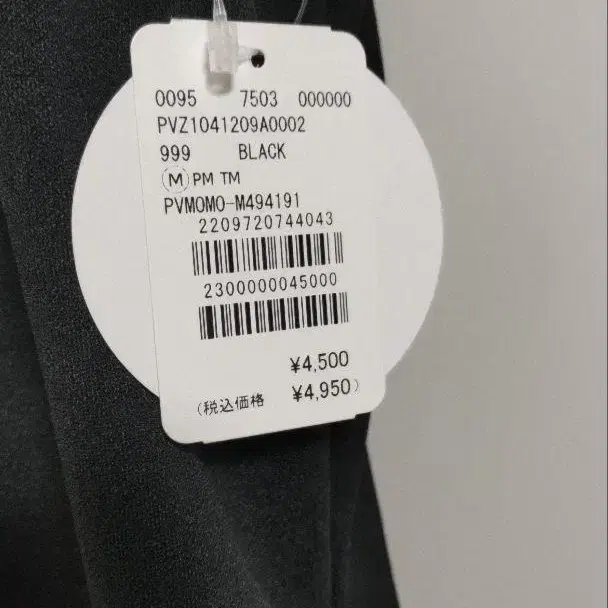 0095 7503 000000
PVZ1041209A0002
999 BLACK
Ⓜ PM TM
PVMOMO-M494191
2209720744043
2300000045000
¥4,500
(税込価格 ¥4,950)